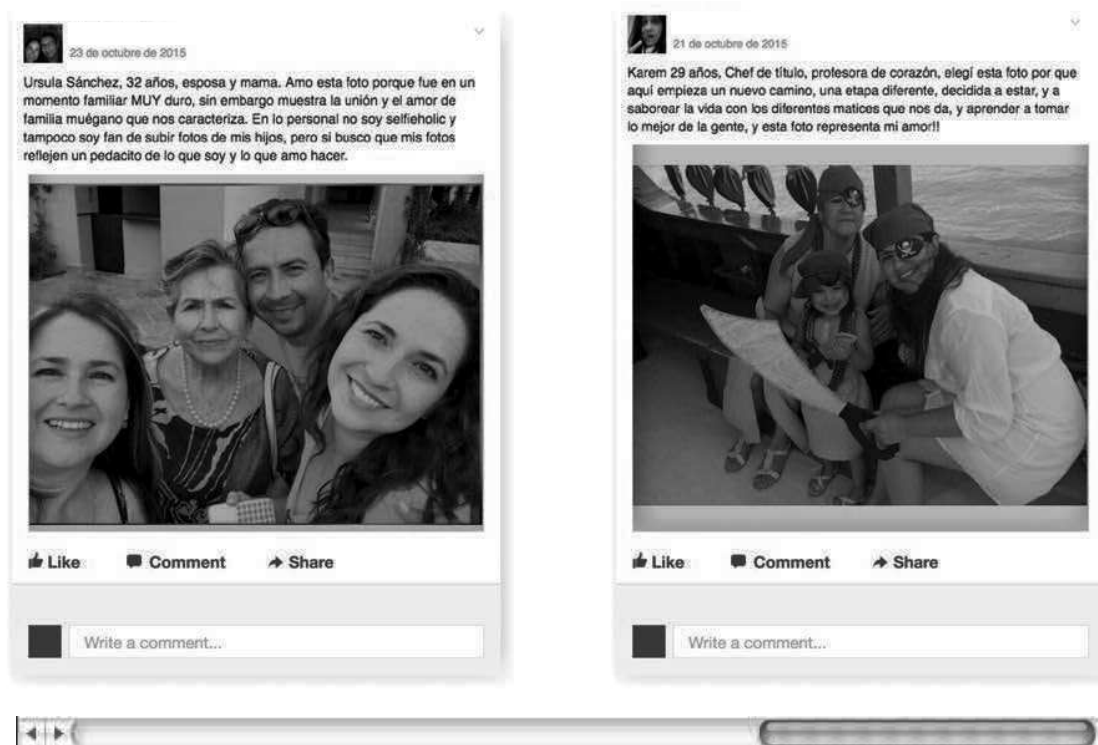 23 de octubre de 2015
Ursula Sánchez, 32 años, esposa y mama. Amo esta foto porque fue en un
momento familiar MUY duro, sin embargo muestra la unión y el amor de
familia muégano que nos caracteriza. En lo personal no soy selfieholic y
tampoco soy fan de subir fotos de mis hijos, pero si busco que mis fotos
reflejen un pedacito de lo que soy y lo que amo hacer.
Like Comment Share
Write a comment...
21 de octubre de 2015
Karem 29 años, Chef de título, profesora de corazón, elegí esta foto por que
aquí empieza un nuevo camino, una etapa diferente, decidida a estar, y a
saborear la vida con los diferentes matices que nos da, y aprender a tomar
lo mejor de la gente, y esta foto representa mi amor!!
Like Comment Share
Write a comment...